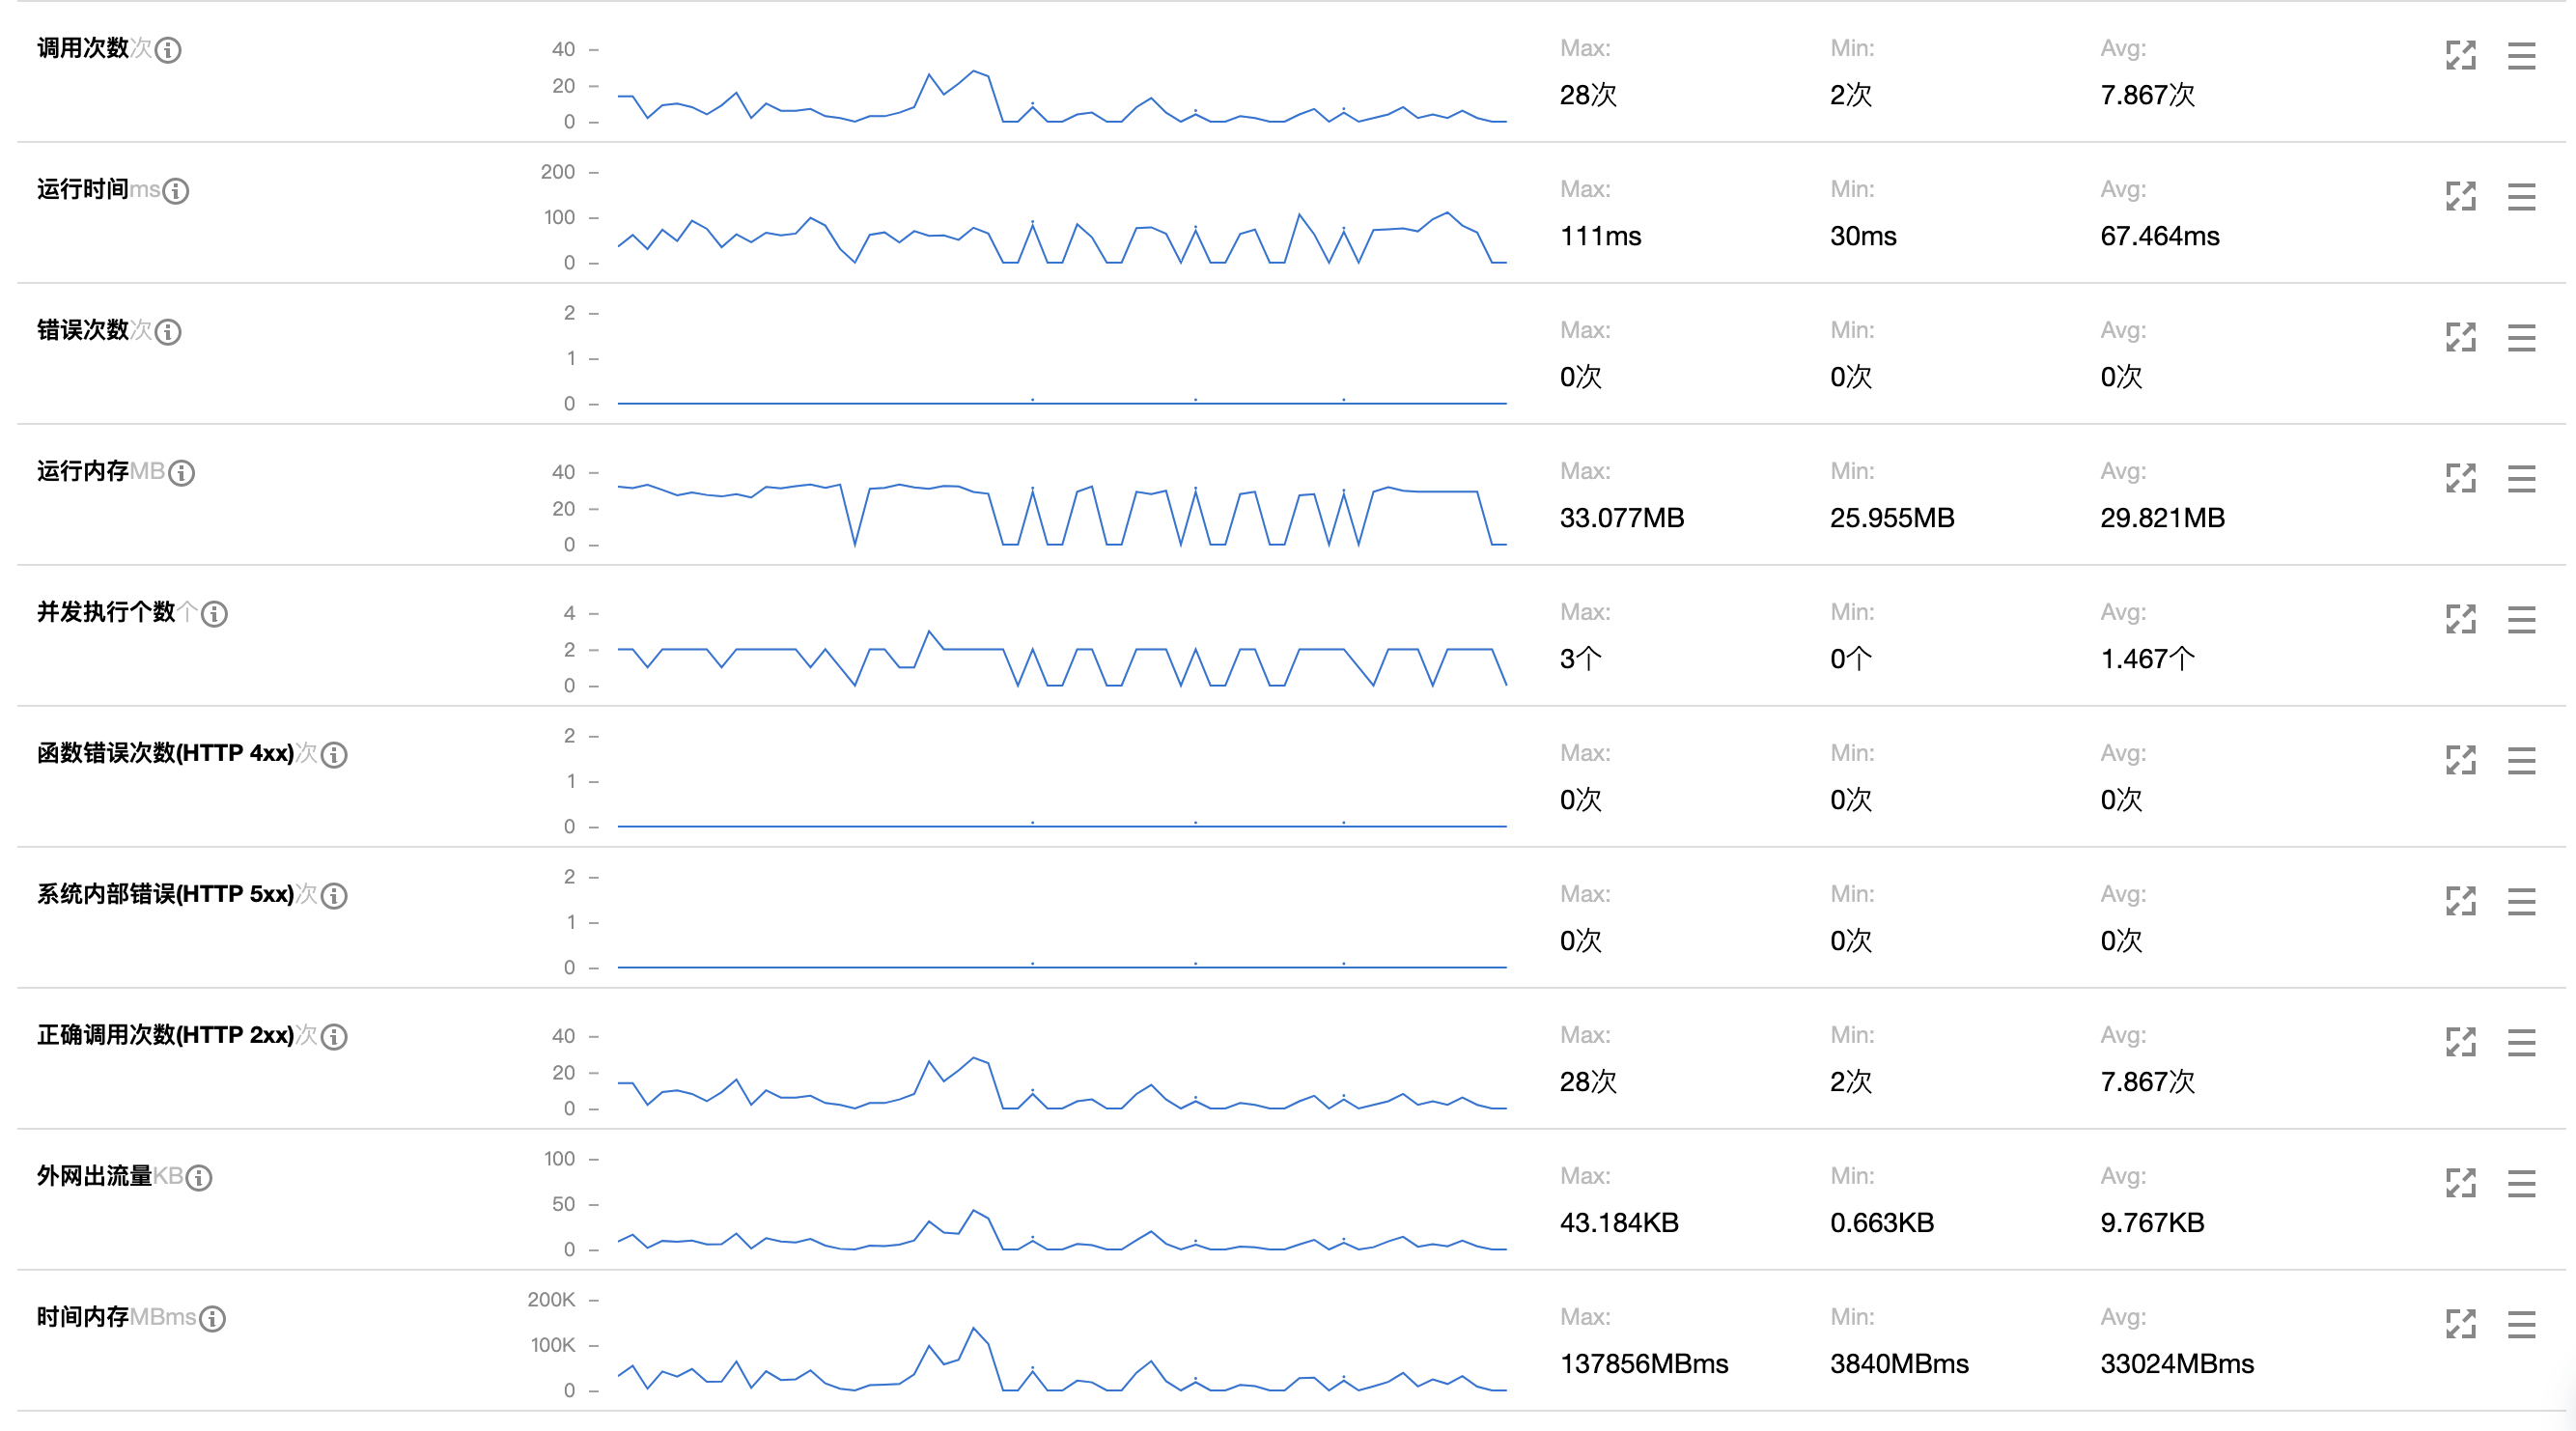 调用次数次
40
20
0
Max:
Min:
Avg:
28次
2次
7.867次
运行时间ms
200
100
0
Max:
Min:
Avg:
111ms
30ms
67.464ms
错误次数次
2
1
0
Max:
Min:
Avg:
0次
0次
0次
运行内存MB
40
20
0
Max:
Min:
Avg:
33.077MB
25.955MB
29.821MB
并发执行个数个
4
2
0
Max:
Min:
Avg:
3个
0个
1.467个
函数错误次数(HTTP 4xx)次
2
1
0
Max:
Min:
Avg:
0次
0次
0次
系统内部错误(HTTP 5xx)次
2
1
0
Max:
Min:
Avg:
0次
0次
0次
正确调用次数(HTTP 2xx)次
40
20
0
Max:
Min:
Avg:
28次
2次
7.867次
外网出流量KB
100
50
0
Max:
Min:
Avg:
43.184KB
0.663KB
9.767KB
时间内存MBms
200K
100K
0
Max:
Min:
Avg:
137856MBms
3840MBms
33024MBms